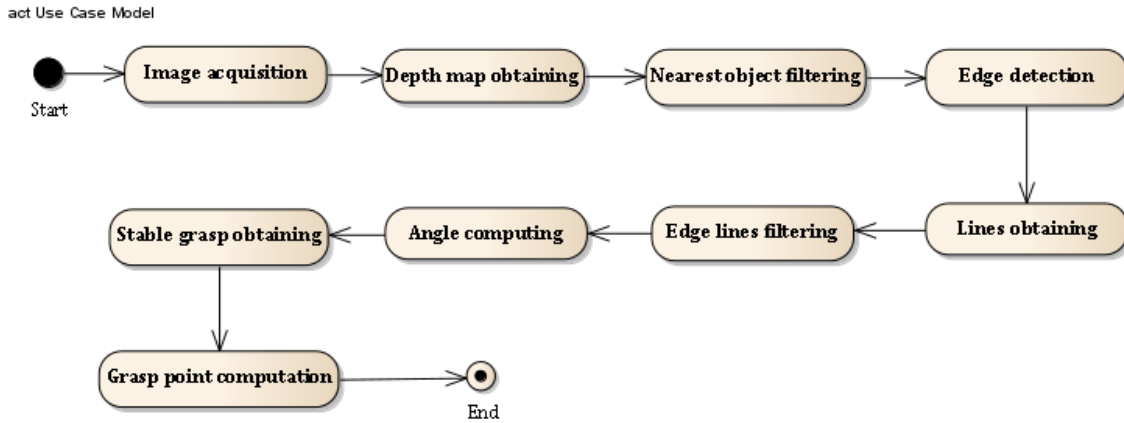 act Use Case Model
Image acquisition
Depth map obtaining
Nearest object filtering
Edge detection
Start
Stable grasp obtaining
Angle computing
Edge lines filtering
Lines obtaining
Grasp point computation
End